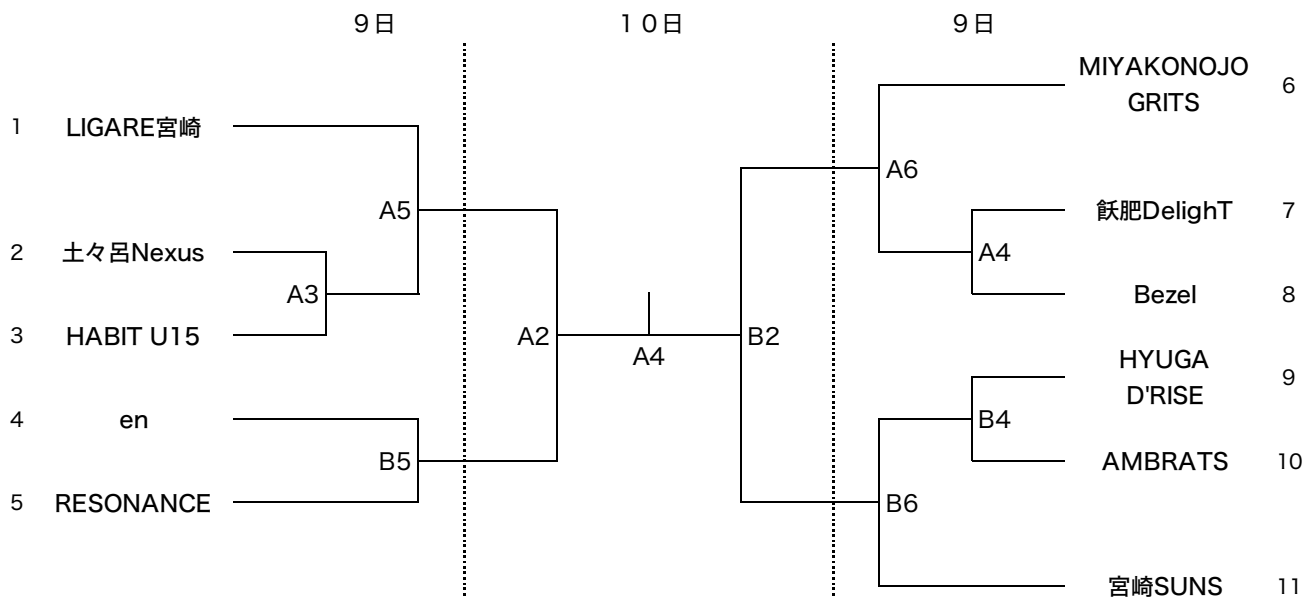 ９日
１０日
９日
1 LIGARE宮崎
2 土々呂Nexus
3 HABIT U15
4 en
5 RESONANCE
A3
A5
B5
A2
A4
B2
A6
A4
B4
B6
MIYAKONOJO
GRITS 6
飫肥DelighT 7
Bezel 8
HYUGA
D'RISE 9
AMBRATS 10
宮崎SUNS 11